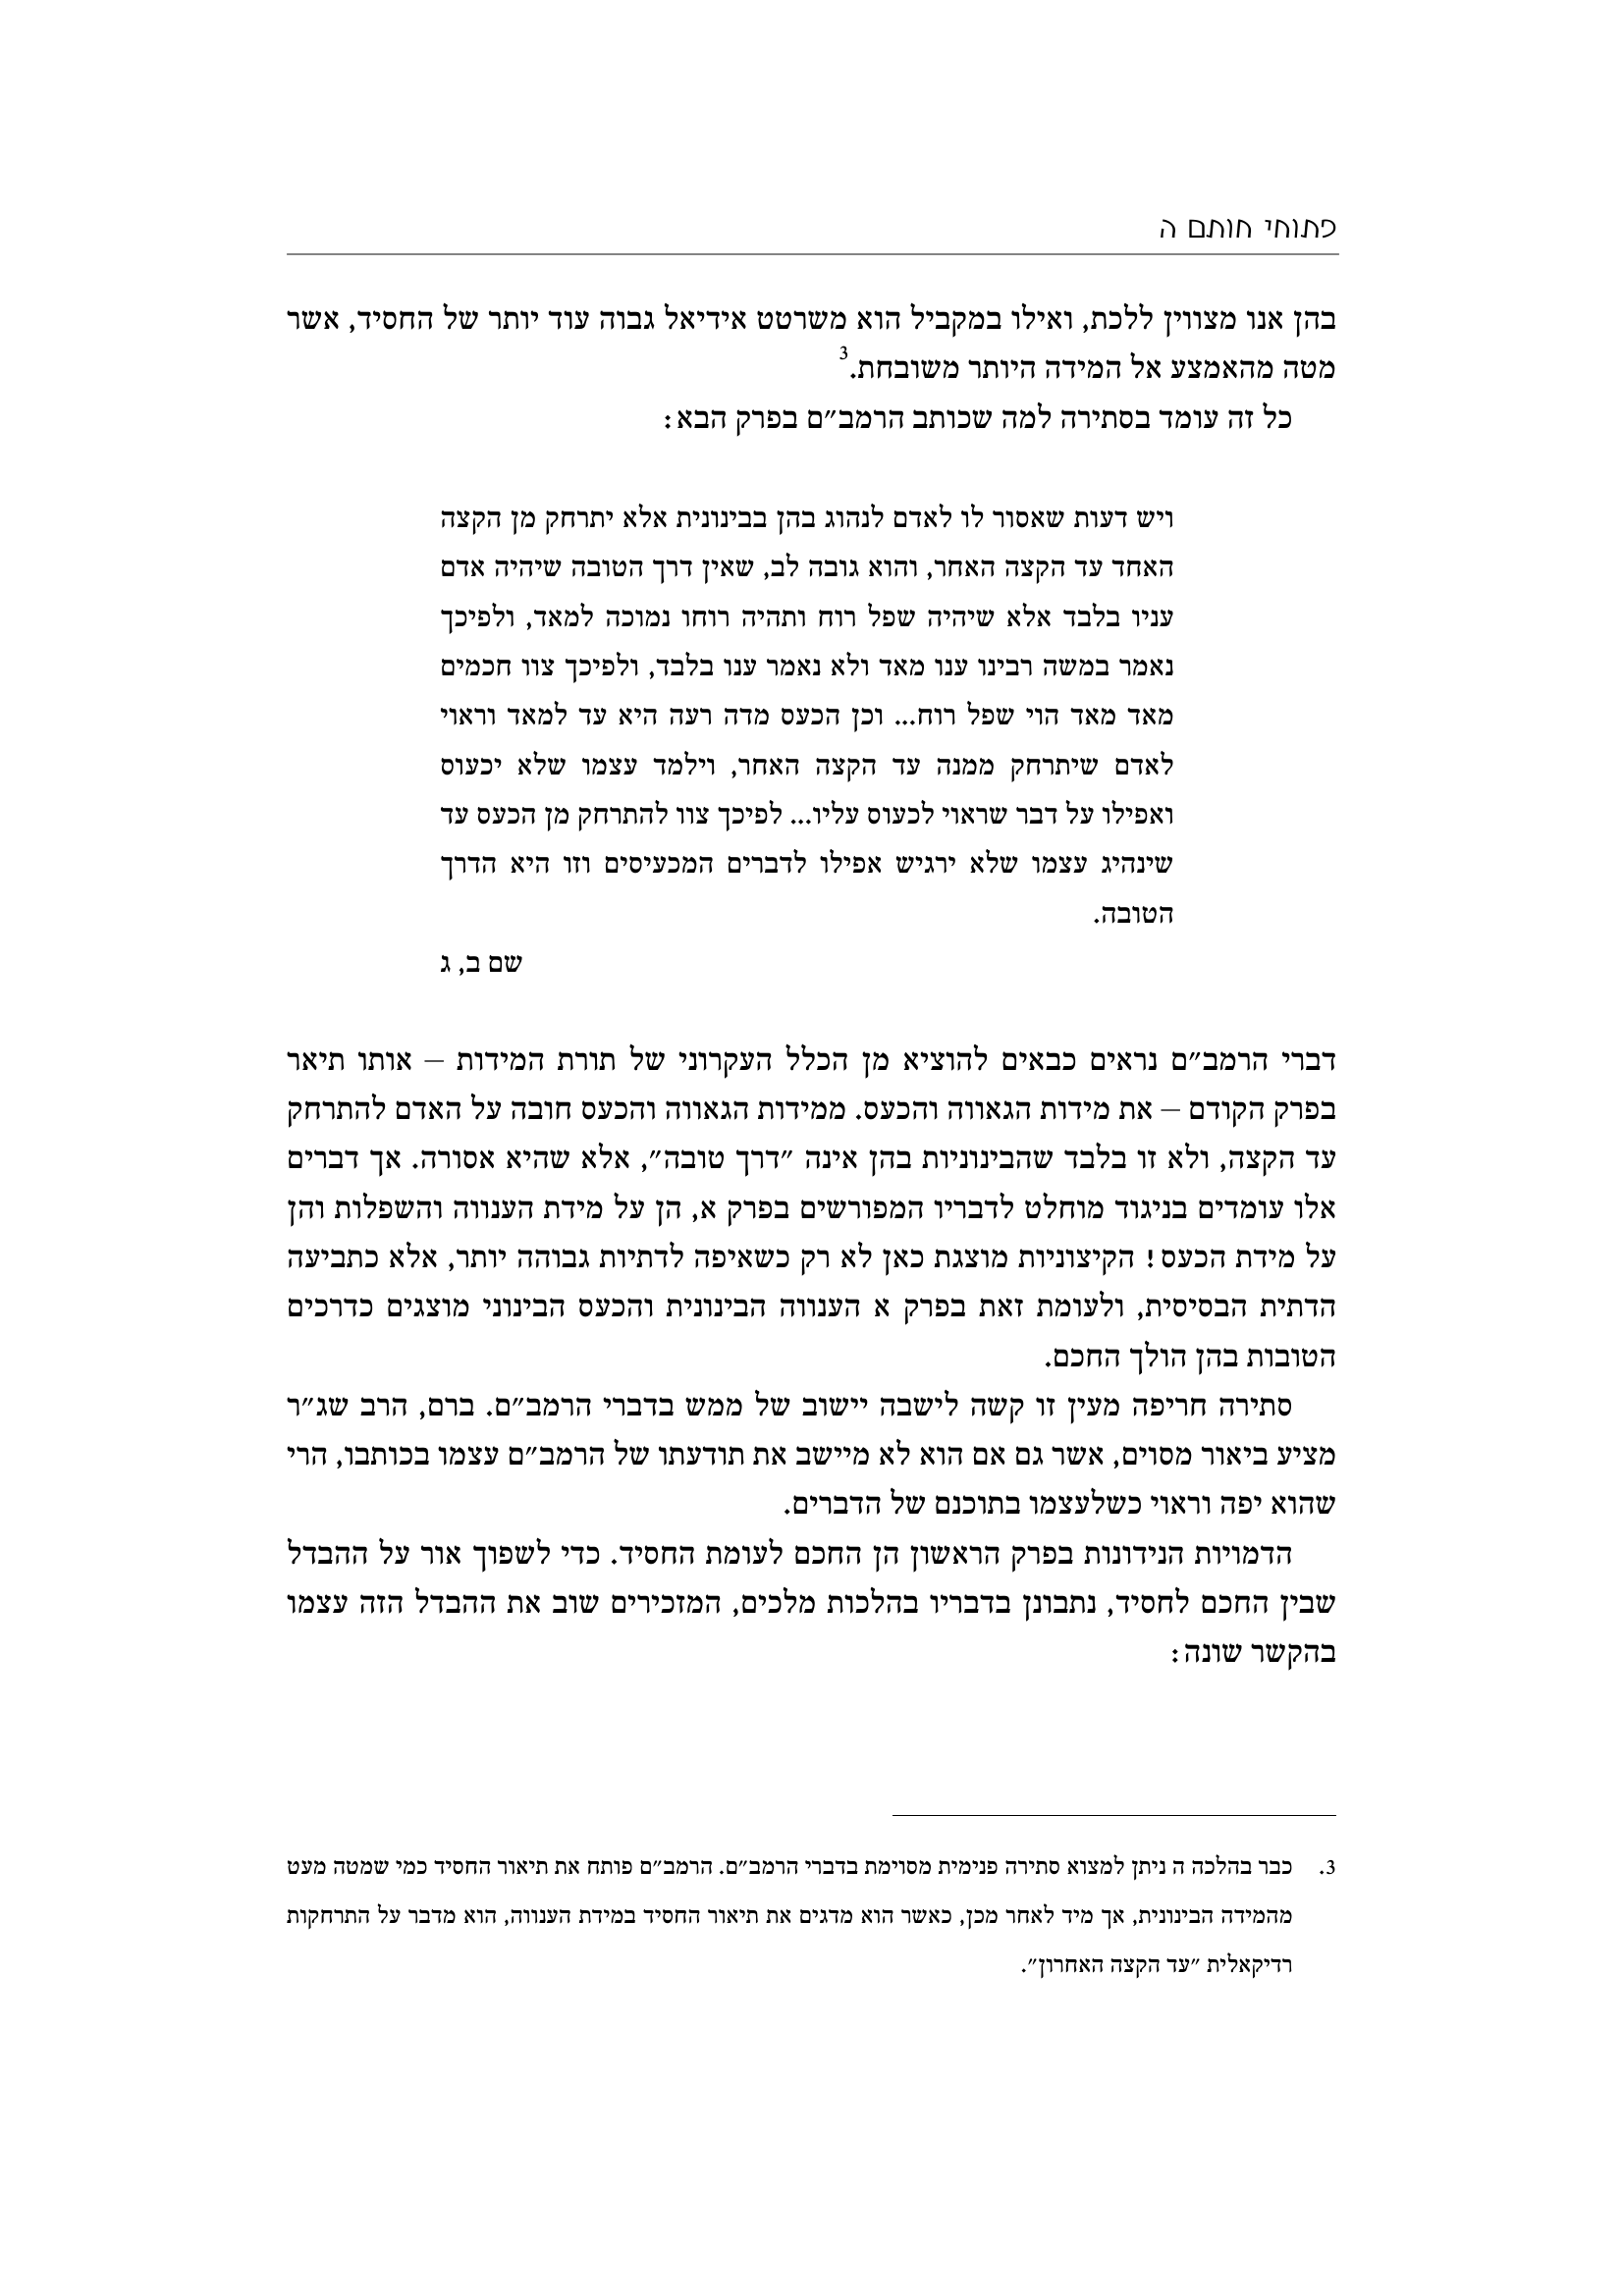 פתוחי חותם ה
בהן אנו מצווין ללכת, ואילו במקביל הוא משרטט אידיאל גבוה עוד יותר של החסיד, אשר
מטה מהאמצע אל המידה היותר משובחת.3
כל זה עומד בסתירה למה שכותב הרמב״ם בפרק הבא:
ויש דעות שאסור לו לאדם לנהוג בהן בבינונית אלא יתרחק מן הקצה
האחד עד הקצה האחר, והוא גובה לב, שאין דרך הטובה שיהיה אדם
עניו בלבד אלא שיהיה שפל רוח ותהיה רוחו נמוכה למאד, ולפיכך
נאמר במשה רבינו ענו מאד ולא נאמר ענו בלבד, ולפיכך צוו חכמים
מאד מאד הוי שפל רוח... וכן הכעס מדה רעה היא עד למאד וראוי
לאדם שיתרחק ממנה עד הקצה האחר, וילמד עצמו שלא יכעוס
ואפילו על דבר שראוי לכעוס עליו... לפיכך צוו להתרחק מן הכעס עד
שינהיג עצמו שלא ירגיש אפילו לדברים המכעיסים וזו היא הדרך
הטובה.
שם ב, ג
דברי הרמב״ם נראים כבאים להוציא מן הכלל העקרוני של תורת המידות – אותו תיאר
בפרק הקודם – את מידות הגאווה והכעס. ממידות הגאווה והכעס חובה על האדם להתרחק
עד הקצה, ולא זו בלבד שהבינוניות בהן אינה ״דרך טובה״, אלא שהיא אסורה. אך דברים
אלו עומדים בניגוד מוחלט לדבריו המפורשים בפרק א, הן על מידת הענווה והשפלות והן
על מידת הכעס! הקיצוניות מוצגת כאן לא רק כשאיפה לדתיות גבוהה יותר, אלא כתביעה
הדתית הבסיסית, ולעומת זאת בפרק א הענווה הבינונית והכעס הבינוני מוצגים כדרכים
הטובות בהן הולך החכם.
סתירה חריפה מעין זו קשה לישבה יישוב של ממש בדברי הרמב״ם. ברם, הרב שג״ר
מציע ביאור מסוים, אשר גם אם הוא לא מיישב את תודעתו של הרמב״ם עצמו בכותבו, הרי
שהוא יפה וראוי כשלעצמו בתוכנם של הדברים.
הדמויות הנידונות בפרק הראשון הן החכם לעומת החסיד. כדי לשפוך אור על ההבדל
שבין החכם לחסיד, נתבונן בדבריו בהלכות מלכים, המזכירים שוב את ההבדל הזה עצמו
בהקשר שונה:
3. כבר בהלכה ה ניתן למצוא סתירה פנימית מסוימת בדברי הרמב״ם. הרמב״ם פותח את תיאור החסיד כמי שמטה מעט
מהמידה הבינונית, אך מיד לאחר מכן, כאשר הוא מדגים את תיאור החסיד במידת הענווה, הוא מדבר על התרחקות
רדיקאלית ״עד הקצה האחרון״.